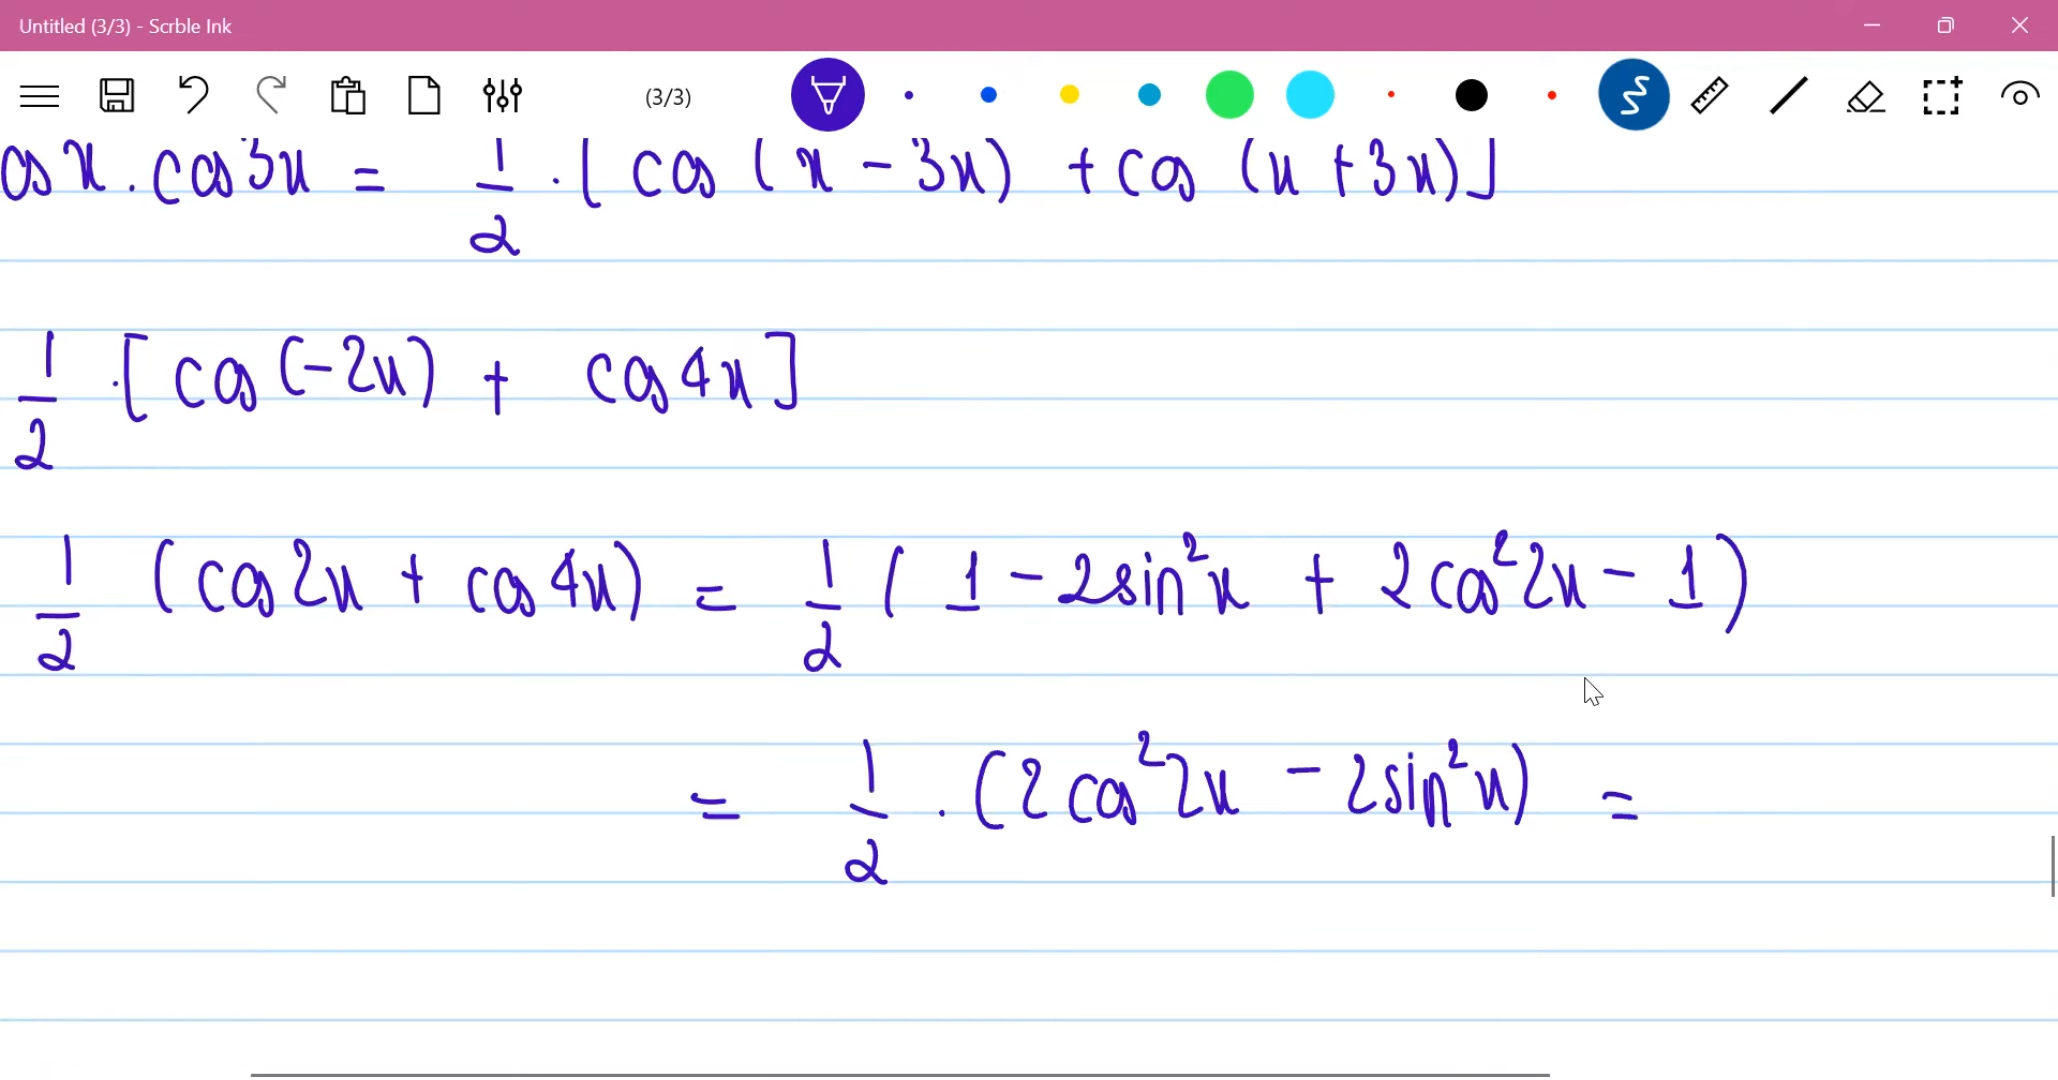 Untitled (3/3) - Scrble Ink
(3/3)
os x . cos 3x = 1/2 . [ cos (x - 3x) + cos (x + 3x) ]
1/2 . [ cos (-2x) + cos 4x ]
1/2 (cos 2x + cos 4x) = 1/2 ( 1 - 2sin²x + 2cos²2x - 1 )
= 1/2 . (2cos²2x - 2sin²x) =